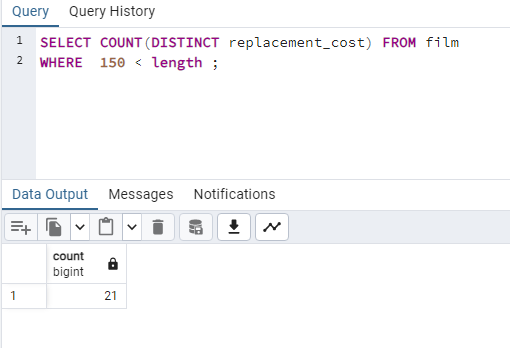 Query Query History
1 SELECT COUNT(DISTINCT replacement_cost) FROM film
2 WHERE  150 < length ;
Data Output Messages Notifications
count
bigint
1 21